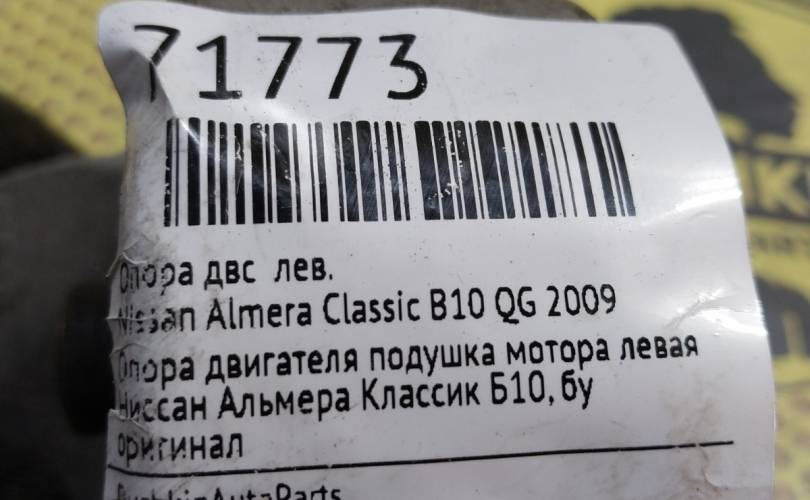 71773
Опора двс лев.
Nissan Almera Classic B10 QG 2009
Опора двигателя подушка мотора левая
Ниссан Альмера Классик Б10, бу
оригинал